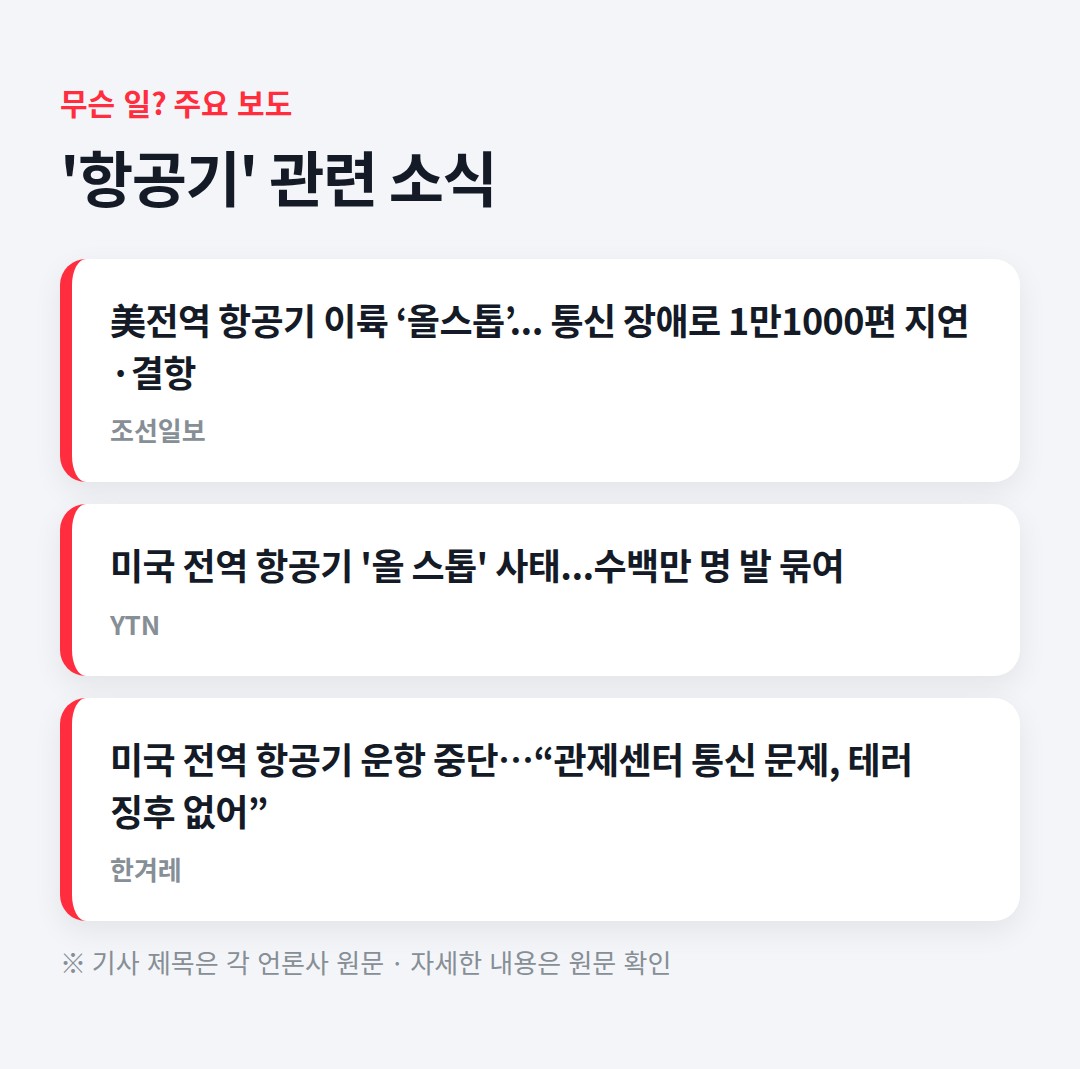 무슨 일? 주요 보도
'항공기' 관련 소식
美전역 항공기 이륙 ‘올스톱’… 통신 장애로 1만1000편 지연
·결항
조선일보
미국 전역 항공기 '올 스톱' 사태...수백만 명 발 묶여
YTN
미국 전역 항공기 운항 중단…“관제센터 통신 문제, 테러
징후 없어”
한겨레
※ 기사 제목은 각 언론사 원문 · 자세한 내용은 원문 확인